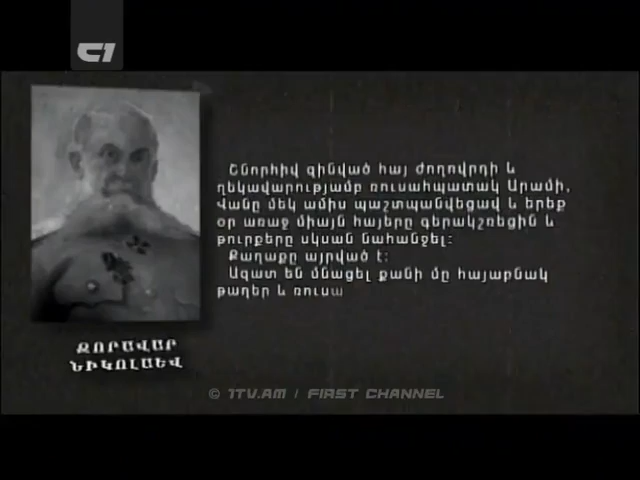 C1
Շնորհիվ զինված հայ ժողովրդի և
ղեկավարությամբ ռուսահպատակ Արամի,
Վանը մեկ ամիս պաշտպանվեցավ և երեք
օր առաջ միայն հայերը գերակշռեցին և
թուրքերը սկսան նահանջել:
Քաղաքը այրված է:
Ազատ են մնացել քանի մը հայաբնակ
թաղեր և ռուսա
ԶՈՐԱՎԱՐ
ՆԻԿՈԼԱԵՎ
© 1TV.AM / FIRST CHANNEL